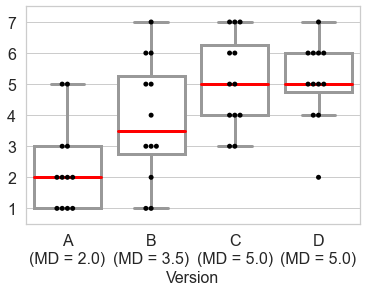 7
6
5
4
3
2
1
A B C D
(MD = 2.0) (MD = 3.5) (MD = 5.0) (MD = 5.0)
Version